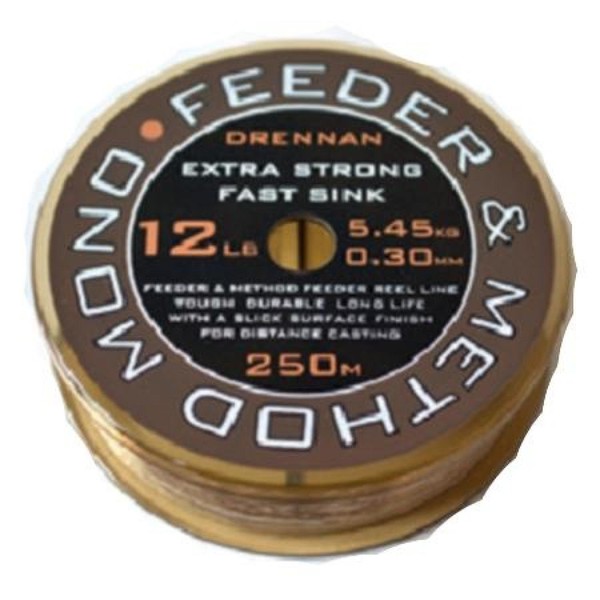 FEEDER & METHOD MONO
DRENNAN
EXTRA STRONG
FAST SINK
12LB
5.45KG
0.30MM
FEEDER & METHOD FEEDER REEL LINE
TOUGH DURABLE LONG LIFE
WITH A SLICK SURFACE FINISH
FOR DISTANCE CASTING
250M